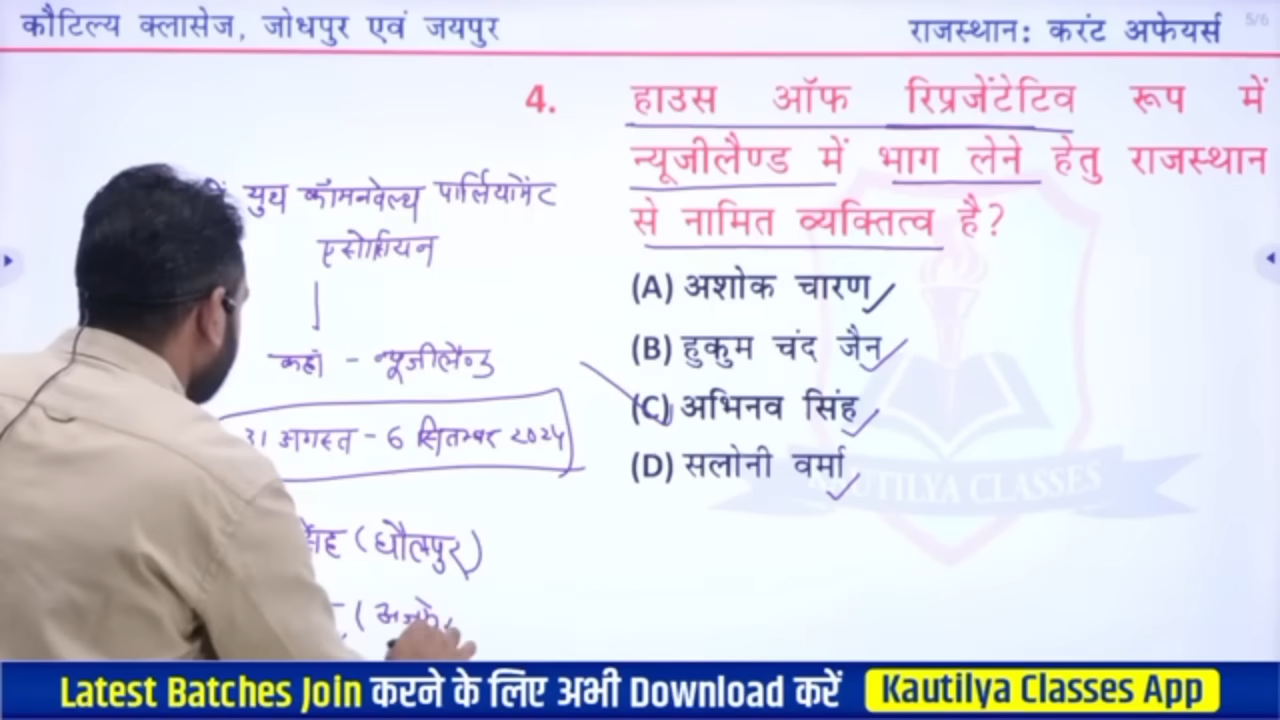 कौटिल्य क्लासेज, जोधपुर एवं जयपुर
राजस्थान: करंट अफेयर्स 5/6
4. हाउस ऑफ रिप्रजेंटेटिव रूप में
न्यूजीलैण्ड में भाग लेने हेतु राजस्थान
से नामित व्यक्तित्व है?
(A) अशोक चारण
(B) हुकुम चंद जैन
(C) अभिनव सिंह
(D) सलोनी वर्मा
युथ कॉमनवेल्थ पार्लियामेंट
एसोशियन
कहाँ - न्यूजीलैण्ड
31 अगस्त - 6 सितम्बर 2024
(धौलपुर)
KAUTILYA CLASSES
Latest Batches Join करने के लिए अभी Download करें Kautilya Classes App